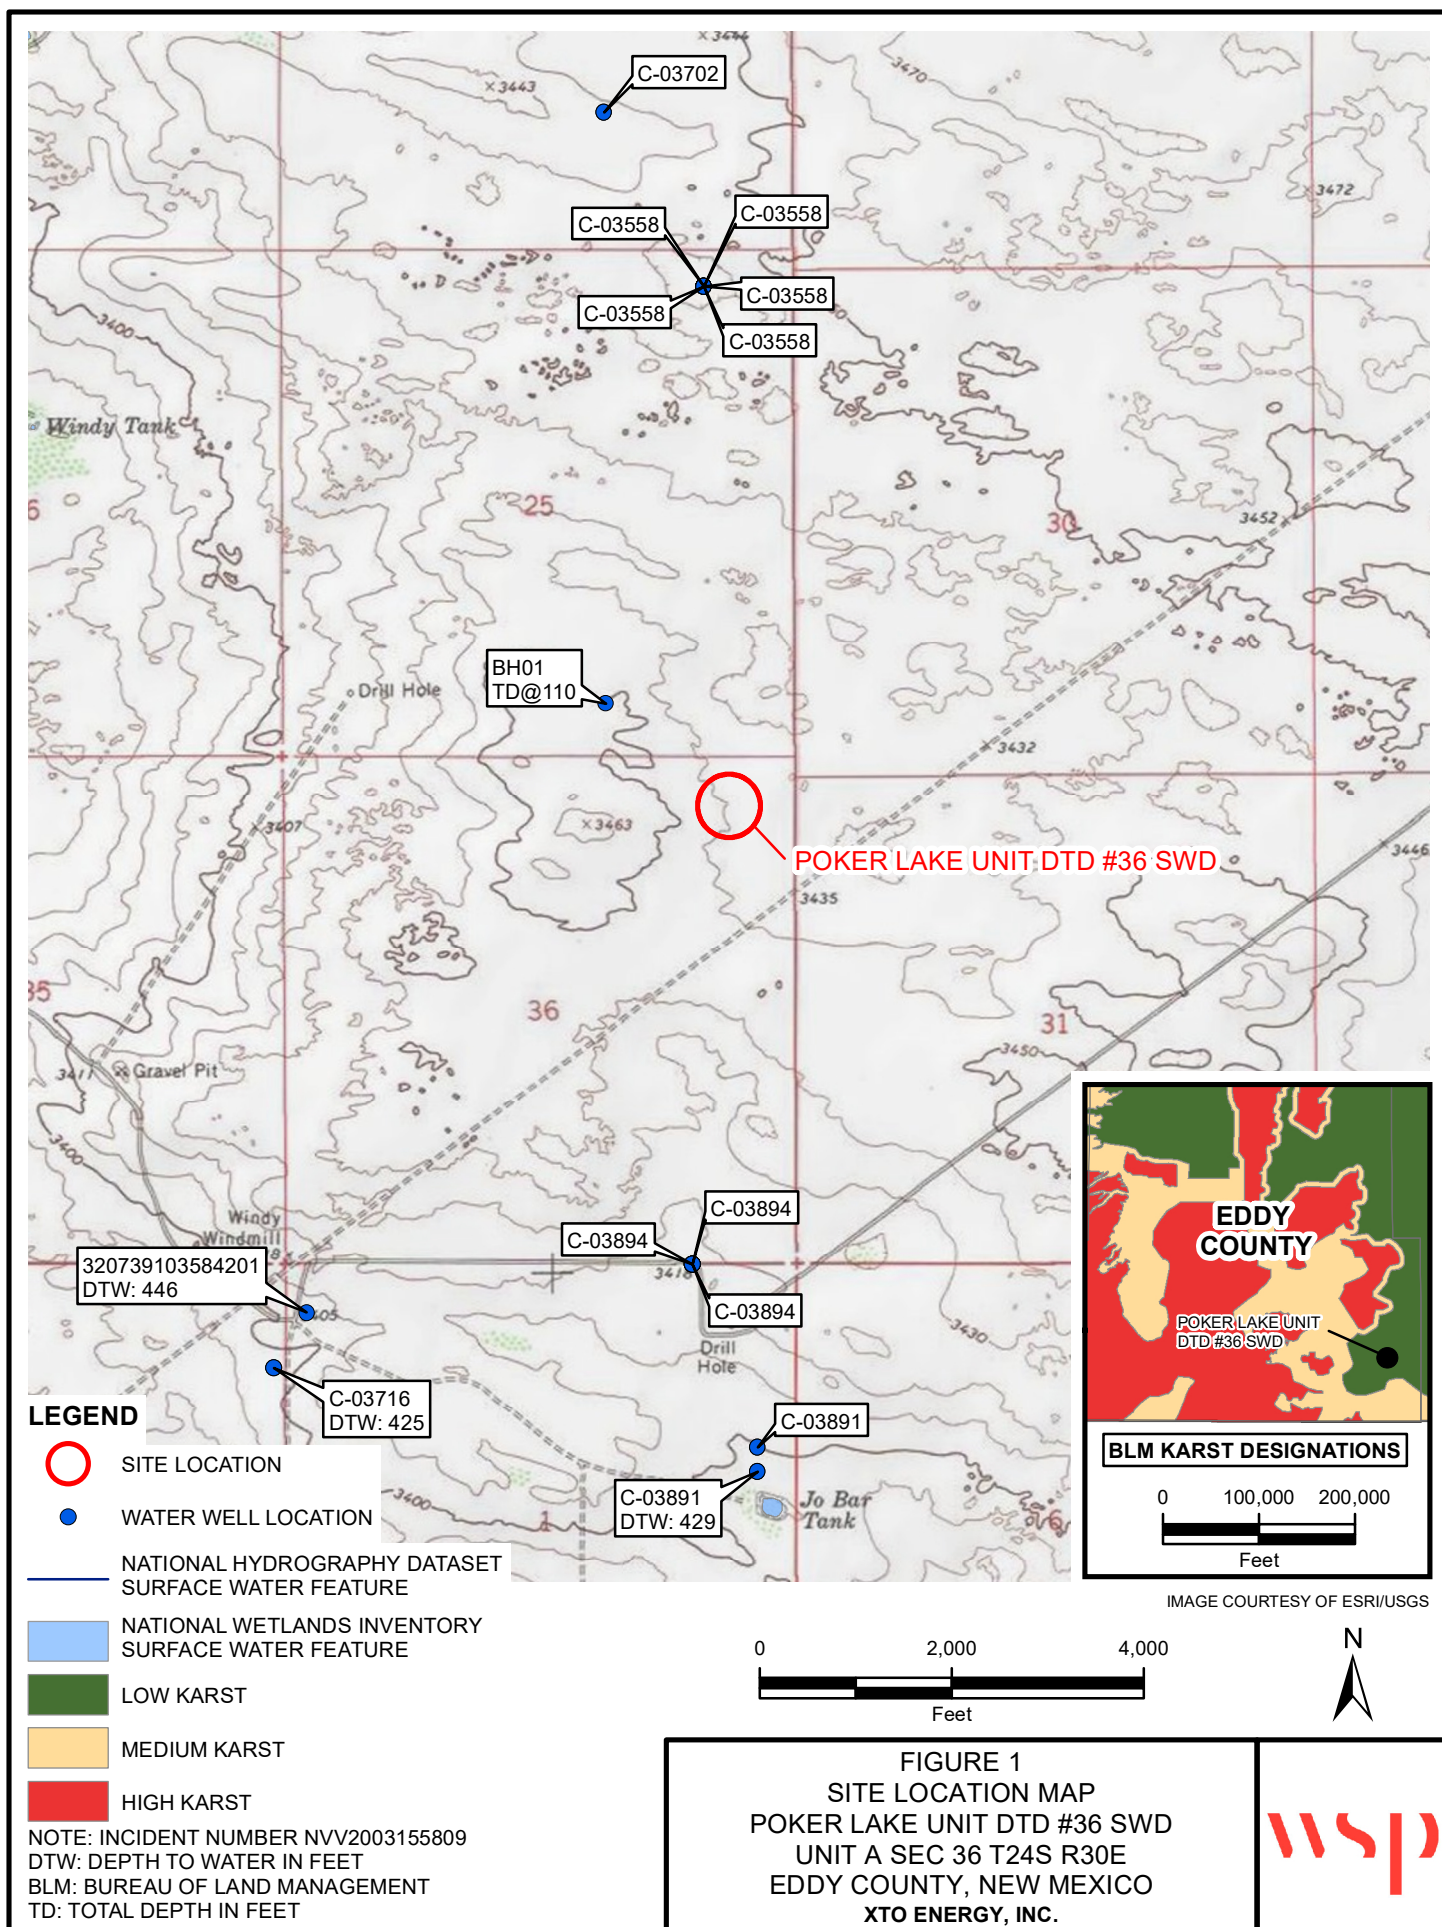 3444
C-03702
3443
3470
3472
C-03558
C-03558
C-03558
C-03558
C-03558
3400
Windy Tank
25
30
3452
6
BH01
TD@110
Drill Hole
3432
3407
3463
POKER LAKE UNIT DTD #36 SWD
3446
3435
35
36
31
3450
3411
Gravel Pit
3400
EDDY
COUNTY
POKER LAKE UNIT
DTD #36 SWD
BLM KARST DESIGNATIONS
0 100,000 200,000
Feet
Windy
Windmill
C-03894
C-03894
C-03894
3418
320739103584201
DTW: 446
Drill
Hole
3430
C-03716
DTW: 425
C-03891
C-03891
DTW: 429
Jo Bar
Tank
3400
1
6
LEGEND
SITE LOCATION
WATER WELL LOCATION
NATIONAL HYDROGRAPHY DATASET
SURFACE WATER FEATURE
NATIONAL WETLANDS INVENTORY
SURFACE WATER FEATURE
LOW KARST
MEDIUM KARST
HIGH KARST
NOTE: INCIDENT NUMBER NVV2003155809
DTW: DEPTH TO WATER IN FEET
BLM: BUREAU OF LAND MANAGEMENT
TD: TOTAL DEPTH IN FEET
IMAGE COURTESY OF ESRI/USGS
0 2,000 4,000
Feet
N
FIGURE 1
SITE LOCATION MAP
POKER LAKE UNIT DTD #36 SWD
UNIT A SEC 36 T24S R30E
EDDY COUNTY, NEW MEXICO
XTO ENERGY, INC.
wsp